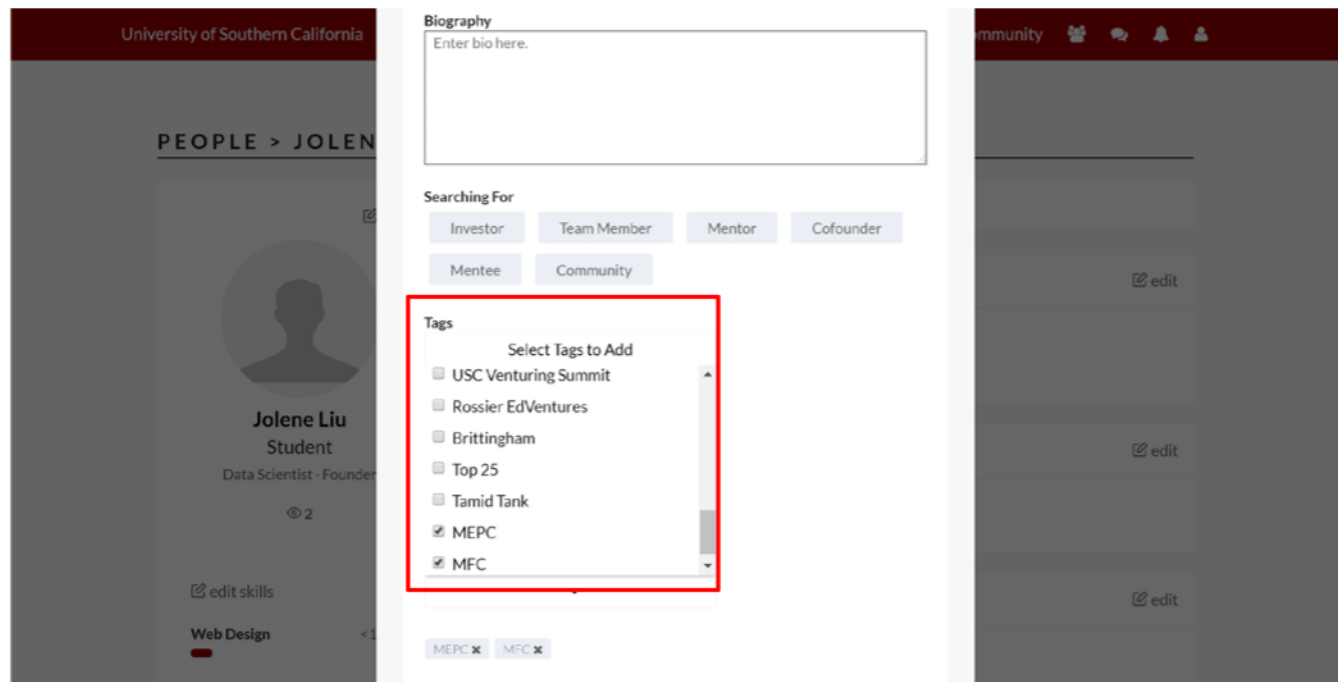 University of Southern California
mmunity
PEOPLE > JOLEN
Jolene Liu
Student
Data Scientist - Founder
2
edit skills
Web Design <1
Biography
Enter bio here.
Searching For
Investor Team Member Mentor Cofounder
Mentee Community
Tags
Select Tags to Add
USC Venturing Summit
Rossier EdVentures
Brittingham
Top 25
Tamid Tank
MEPC
MFC
MEPC MFC
edit
edit
edit